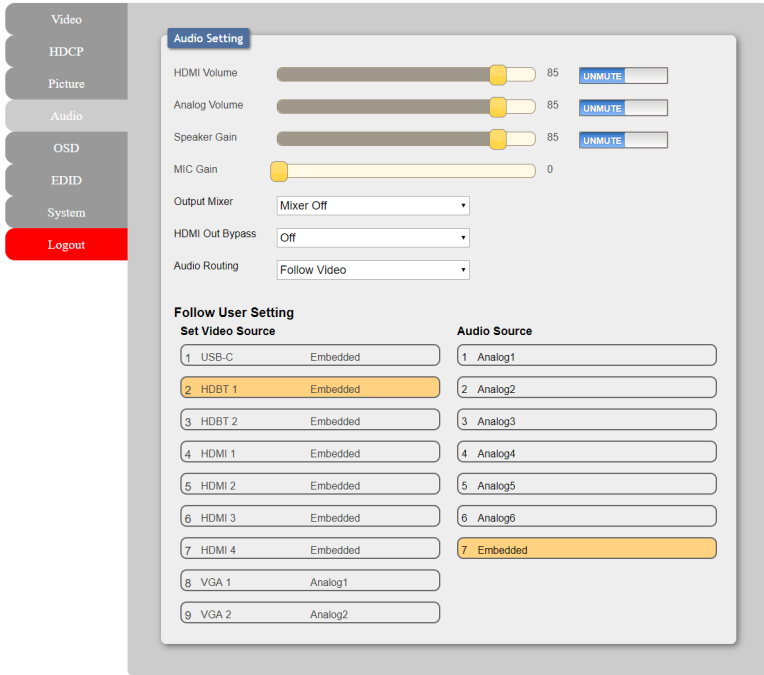 Video
HDCP
Picture
Audio
OSD
EDID
System
Logout
Audio Setting
HDMI Volume 85 UNMUTE
Analog Volume 85 UNMUTE
Speaker Gain 85 UNMUTE
MIC Gain 0
Output Mixer Mixer Off
HDMI Out Bypass Off
Audio Routing Follow Video
Follow User Setting
Set Video Source Audio Source
1 USB-C Embedded 1 Analog1
2 HDBT 1 Embedded 2 Analog2
3 HDBT 2 Embedded 3 Analog3
4 HDMI 1 Embedded 4 Analog4
5 HDMI 2 Embedded 5 Analog5
6 HDMI 3 Embedded 6 Analog6
7 HDMI 4 Embedded 7 Embedded
8 VGA 1 Analog1
9 VGA 2 Analog2